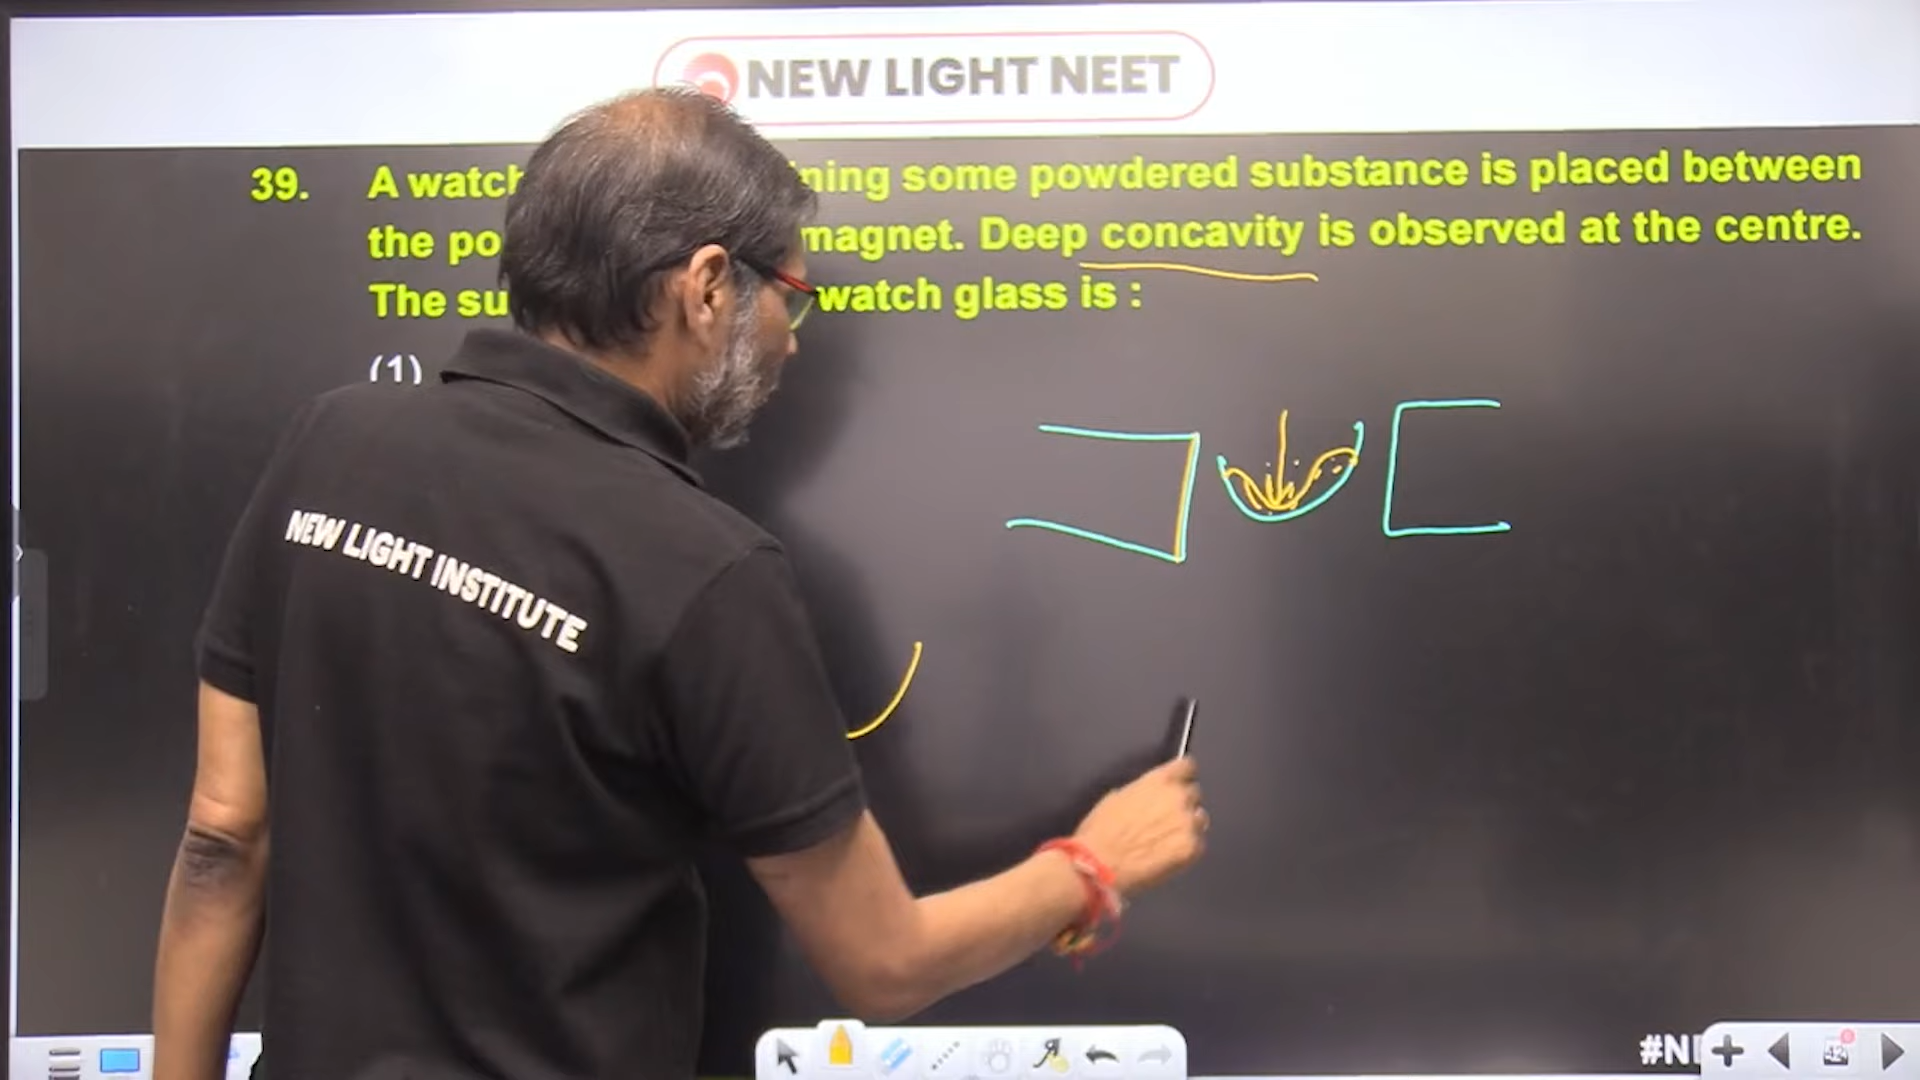 NEW LIGHT NEET
39. A watch ning some powdered substance is placed between
the po magnet. Deep concavity is observed at the centre.
The su watch glass is :
(1)
NEW LIGHT INSTITUTE